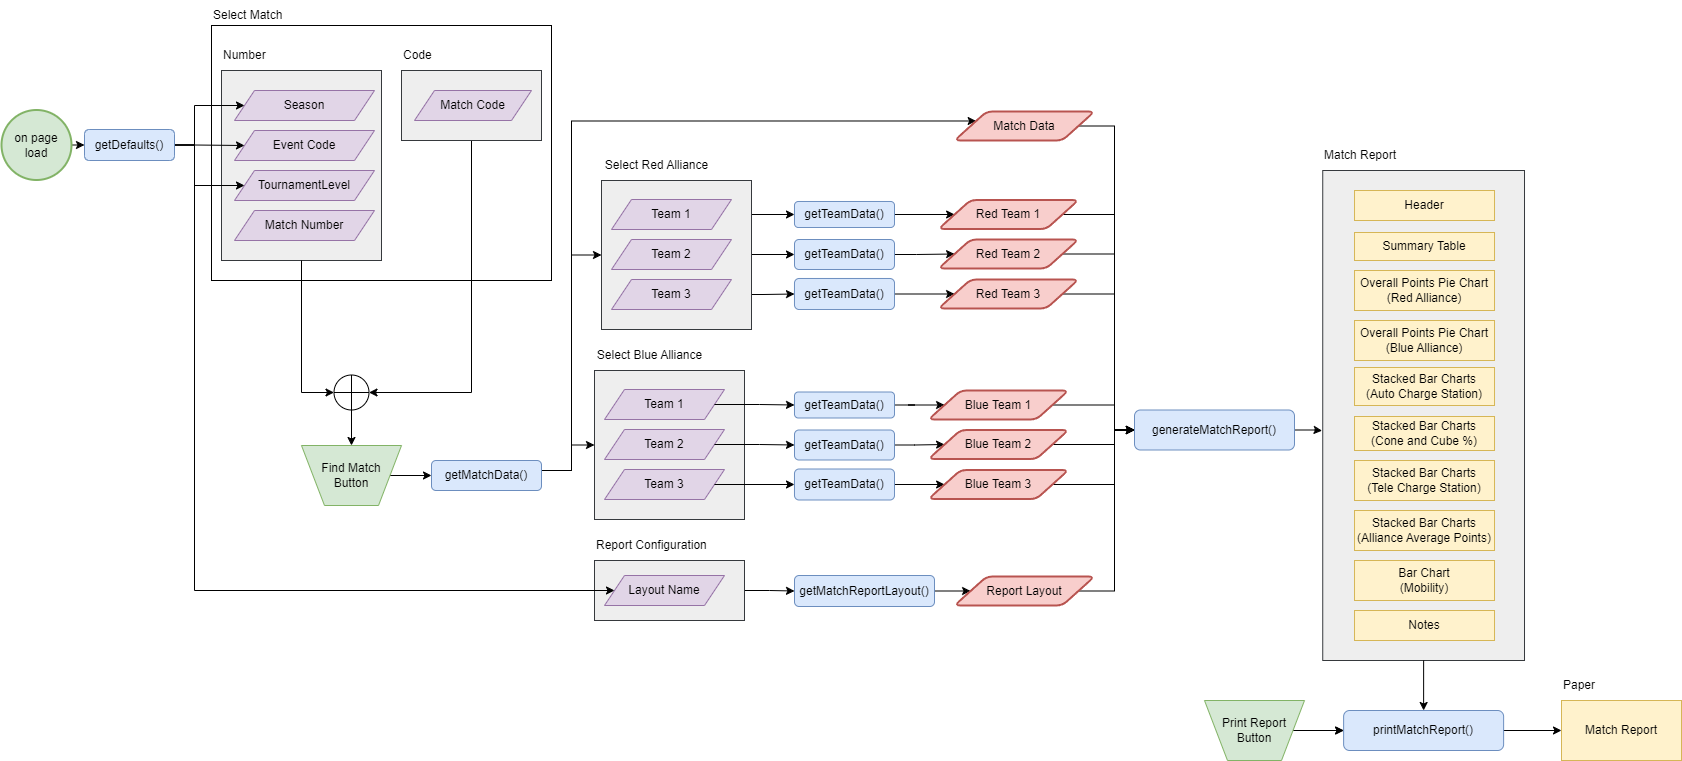 Select Match
Number
Code
Season
Match Code
Event Code
TournamentLevel
Match Number
on page
load
getDefaults()
Find Match
Button
getMatchData()
Match Data
Select Red Alliance
Team 1
getTeamData()
Red Team 1
Team 2
getTeamData()
Red Team 2
Team 3
getTeamData()
Red Team 3
Select Blue Alliance
Team 1
getTeamData()
Blue Team 1
Team 2
getTeamData()
Blue Team 2
Team 3
getTeamData()
Blue Team 3
Report Configuration
Layout Name
getMatchReportLayout()
Report Layout
generateMatchReport()
Match Report
Header
Summary Table
Overall Points Pie Chart
(Red Alliance)
Overall Points Pie Chart
(Blue Alliance)
Stacked Bar Charts
(Auto Charge Station)
Stacked Bar Charts
(Cone and Cube %)
Stacked Bar Charts
(Tele Charge Station)
Stacked Bar Charts
(Alliance Average Points)
Bar Chart
(Mobility)
Notes
Print Report
Button
printMatchReport()
Paper
Match Report